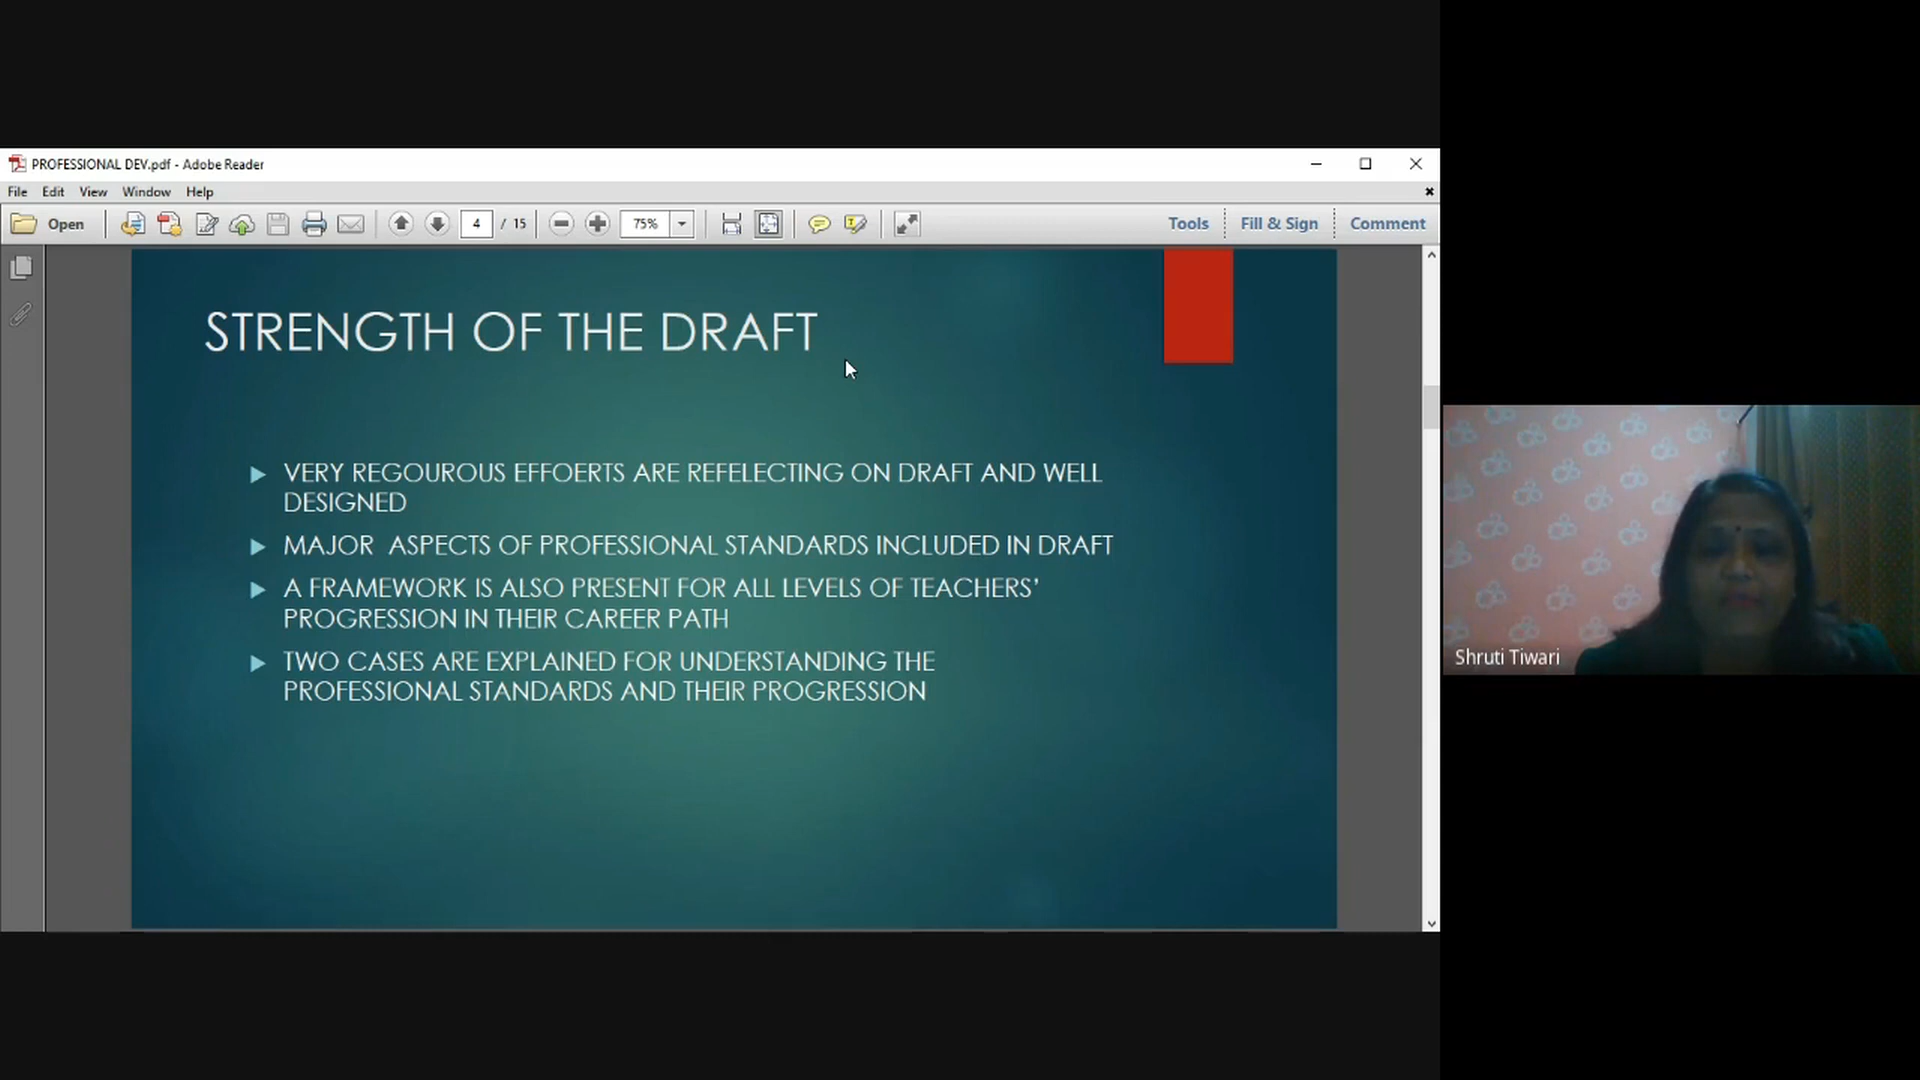 PROFESSIONAL DEV.pdf - Adobe Reader
File Edit View Window Help
Open 4 / 15 75% Tools Fill & Sign Comment
STRENGTH OF THE DRAFT
VERY REGOUROUS EFFOERTS ARE REFELECTING ON DRAFT AND WELL
DESIGNED
MAJOR ASPECTS OF PROFESSIONAL STANDARDS INCLUDED IN DRAFT
A FRAMEWORK IS ALSO PRESENT FOR ALL LEVELS OF TEACHERS’
PROGRESSION IN THEIR CAREER PATH
TWO CASES ARE EXPLAINED FOR UNDERSTANDING THE
PROFESSIONAL STANDARDS AND THEIR PROGRESSION
Shruti Tiwari